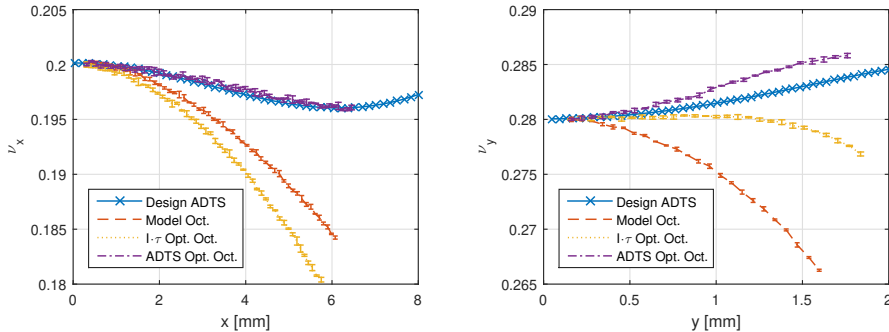 0.205
0.2
0.195
0.19
0.185
0.18
ν_x
0 2 4 6 8
x [mm]
Design ADTS
Model Oct.
I·τ Opt. Oct.
ADTS Opt. Oct.
0.29
0.285
0.28
0.275
0.27
0.265
ν_y
0 0.5 1 1.5 2
y [mm]
Design ADTS
Model Oct.
I·τ Opt. Oct.
ADTS Opt. Oct.